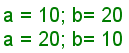 a = 10; b= 20
a = 20; b= 10